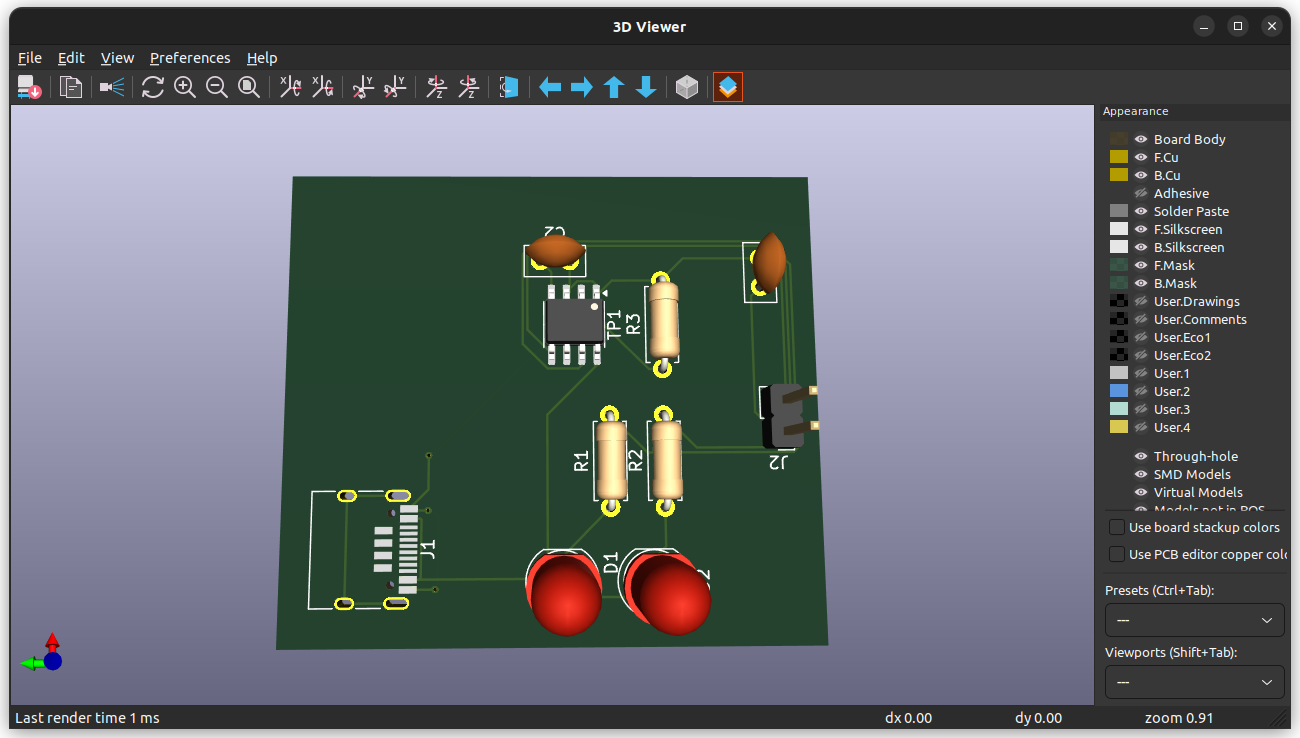 3D Viewer
File Edit View Preferences Help
X X Y Y Z Z
Appearance
Board Body
F.Cu
B.Cu
Adhesive
Solder Paste
F.Silkscreen
B.Silkscreen
F.Mask
B.Mask
User.Drawings
User.Comments
User.Eco1
User.Eco2
User.1
User.2
User.3
User.4
Through-hole
SMD Models
Virtual Models
Models not in POS
Use board stackup colors
Use PCB editor copper colo
Presets (Ctrl+Tab):
---
Viewports (Shift+Tab):
---
C2
TP1
R3
J2
R1
R2
J1
D1
2
Last render time 1 ms
dx 0.00
dy 0.00
zoom 0.91